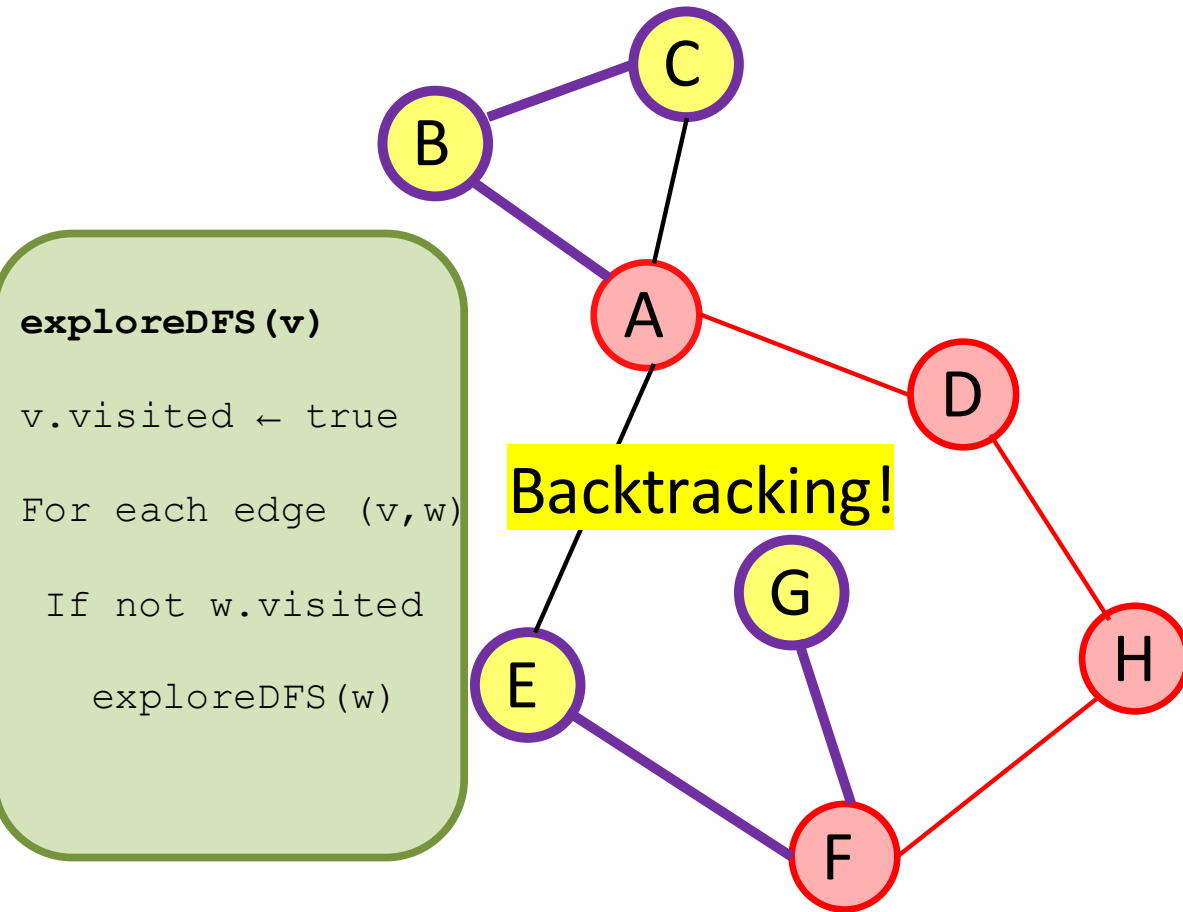 C
B
A
exploreDFS(v)
D
v.visited ← true
Backtracking!
For each edge (v,w)
G
If not w.visited
H
E
exploreDFS(w)
F